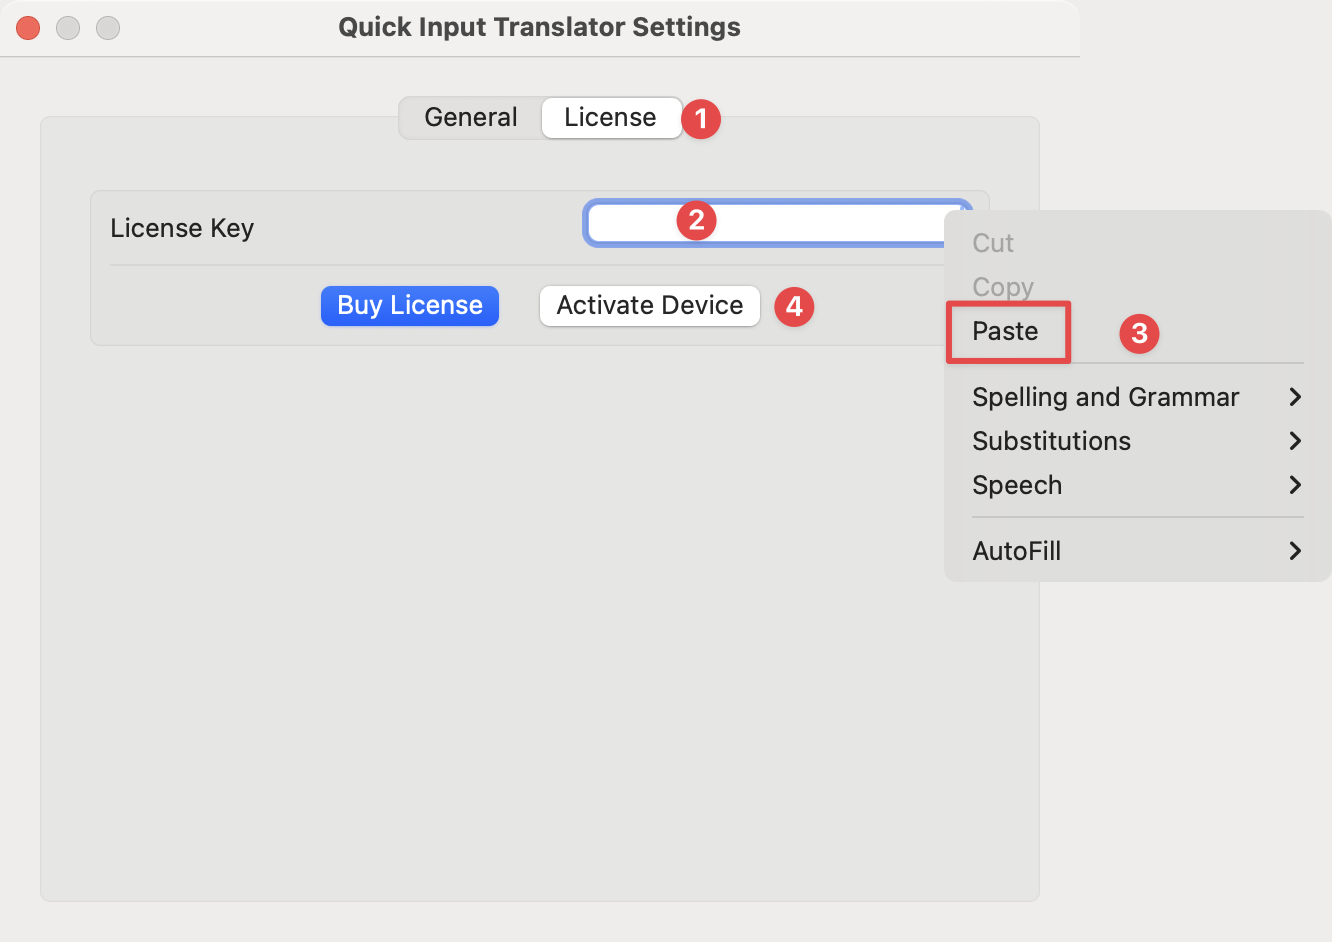 Quick Input Translator Settings
General License 1
License Key 2
Buy License Activate Device 4
Cut
Copy
Paste 3
Spelling and Grammar
Substitutions
Speech
AutoFill